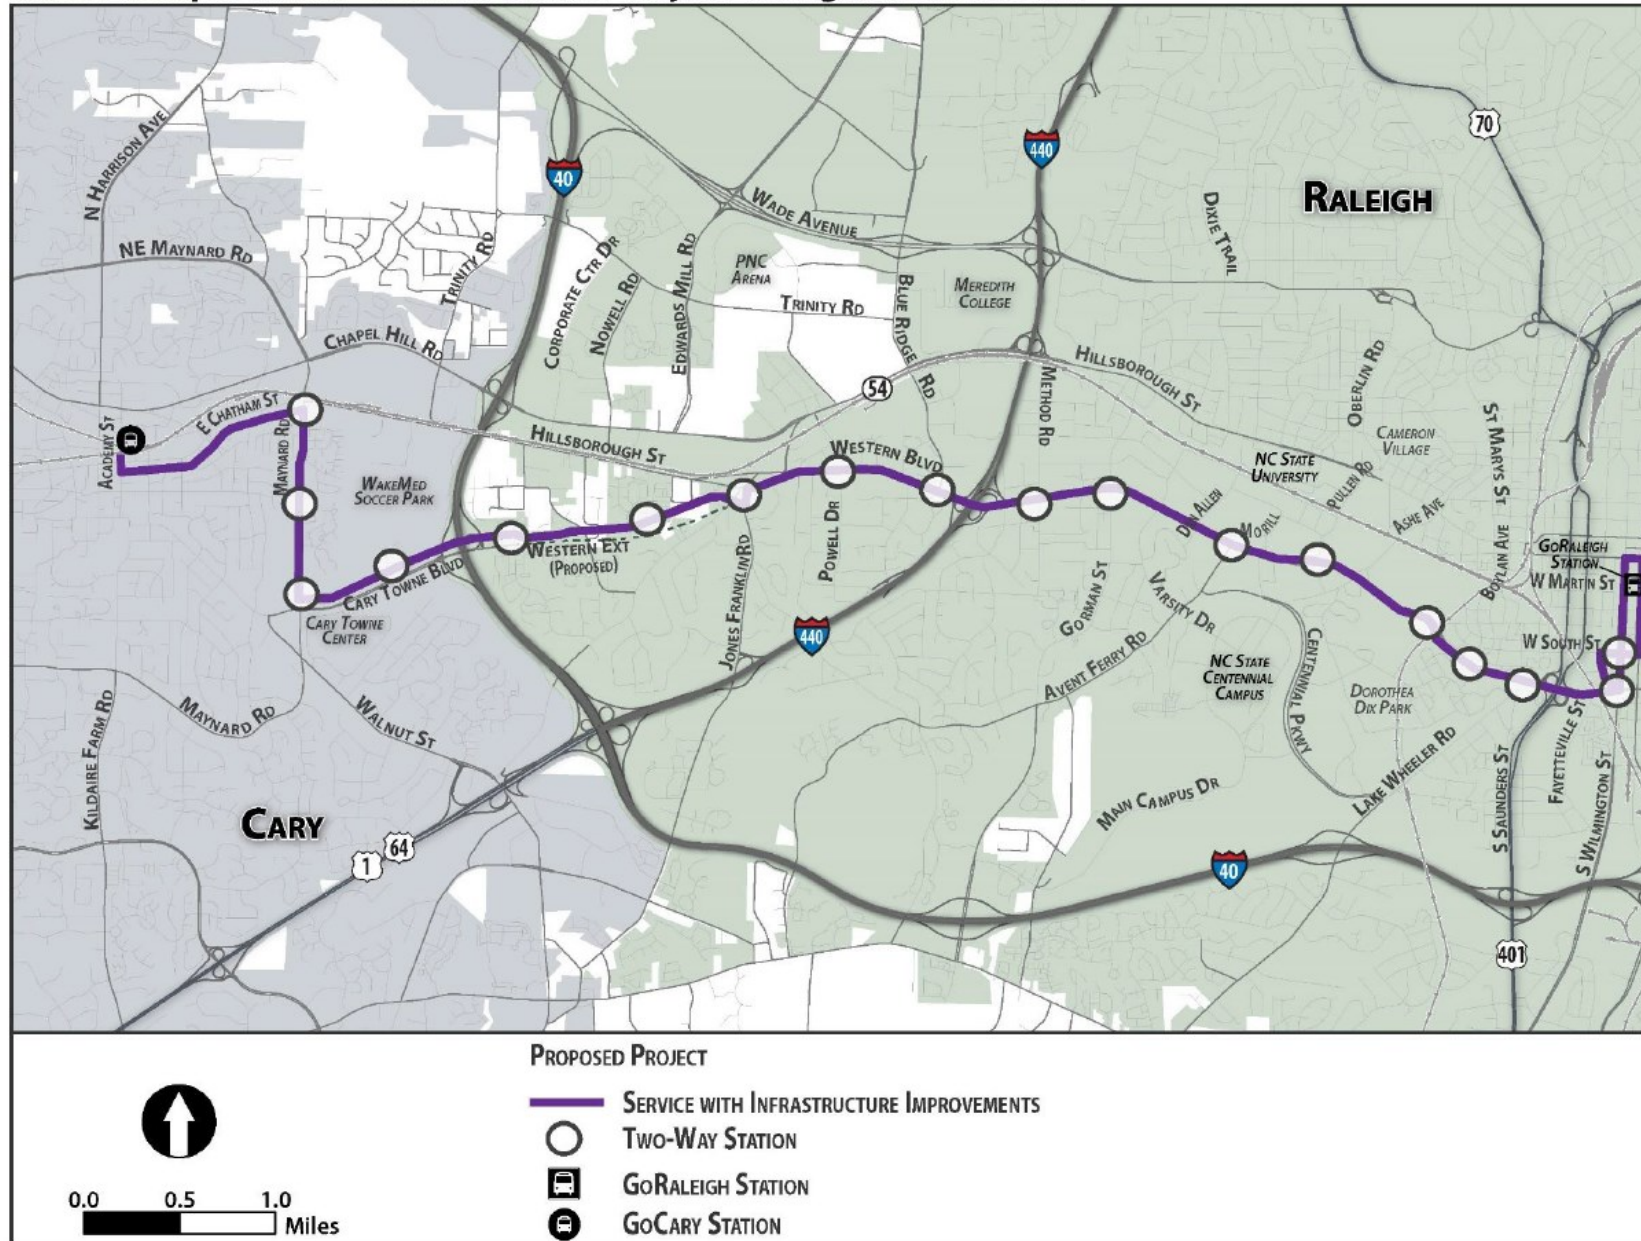 70
440
40
RALEIGH
N HARRISON AVE
WADE AVENUE
DIXIE TRAIL
NE MAYNARD RD
TRINITY RD
CORPORATE CTR DR
NOWELL RD
EDWARDS MILL RD
PNC
ARENA
TRINITY RD
BLUE RIDGE RD
MEREDITH
COLLEGE
CHAPEL HILL RD
HILLSBOROUGH ST
METHOD RD
OBERLIN RD
54
ACADEMY ST
E CHATHAM ST
MAYNARD RD
HILLSBOROUGH ST
WESTERN BLVD
CAMERON
VILLAGE
ST MARYS ST
NC STATE
UNIVERSITY
PULLEN RD
ASHE AVE
WAKEMED
SOCCER PARK
POWELL DR
DAN ALLEN
MORILL
BOYLAN AVE
GORALEIGH
STATION
W MARTIN ST
WESTERN EXT
(PROPOSED)
CARY TOWNE BLVD
CARY TOWNE
CENTER
JONES FRANKLIN RD
440
GORMAN ST
VARSITY DR
AVENT FERRY RD
NC STATE
CENTENNIAL
CAMPUS
CENTENNIAL PKWY
DOROTHEA
DIX PARK
W SOUTH ST
KILDAIRE FARM RD
MAYNARD RD
WALNUT ST
CARY
1
64
MAIN CAMPUS DR
LAKE WHEELER RD
S SAUNDERS ST
FAYETTEVILLE ST
S WILMINGTON ST
40
401
PROPOSED PROJECT
SERVICE WITH INFRASTRUCTURE IMPROVEMENTS
TWO-WAY STATION
GORALEIGH STATION
GOCARY STATION
0.0 0.5 1.0
Miles